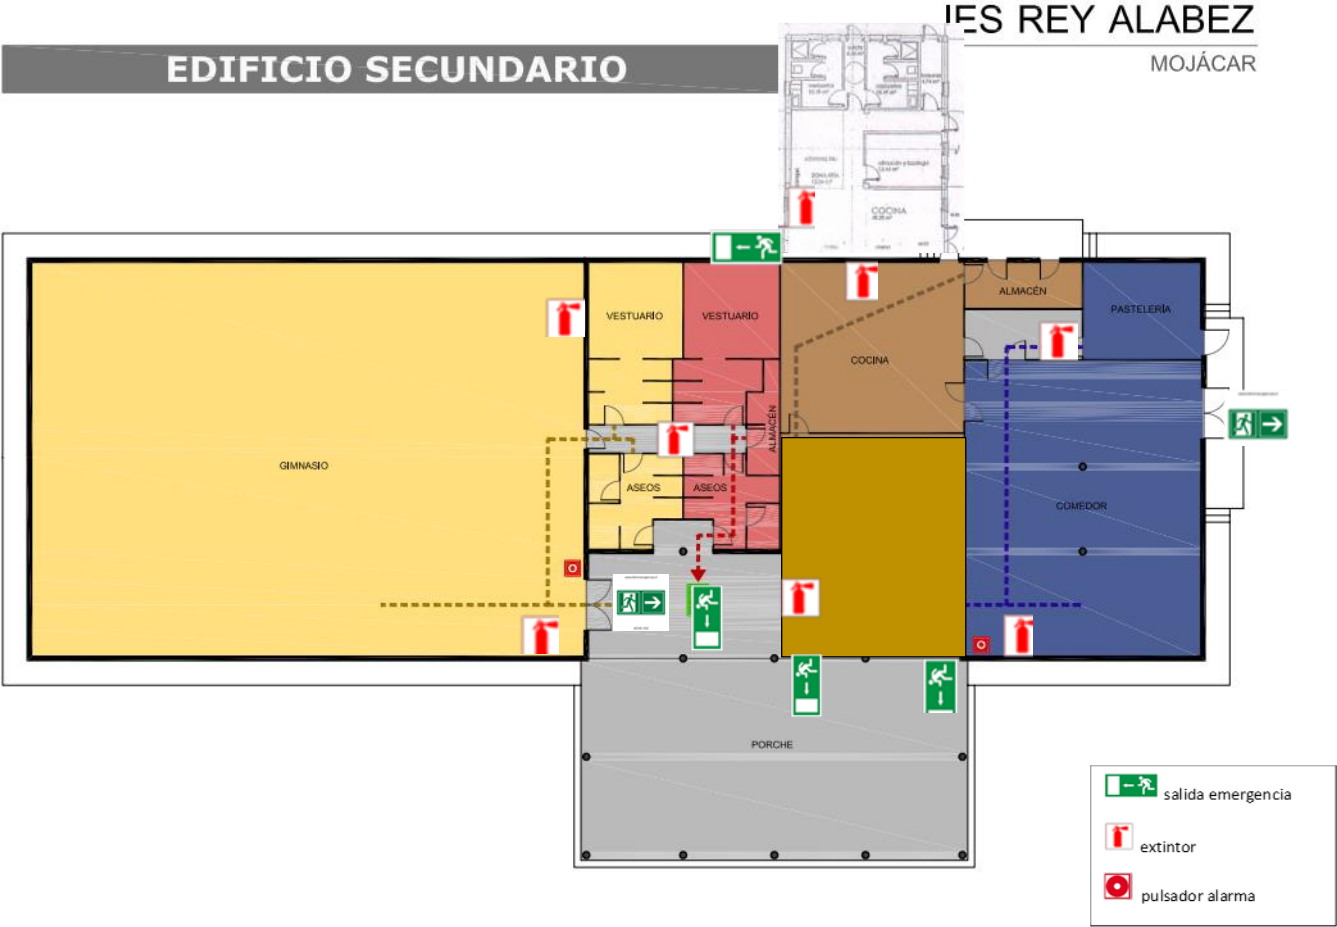 IES REY ALABEZ
MOJÁCAR
EDIFICIO SECUNDARIO
COCINA
ALMACÉN
PASTELERÍA
VESTUARIO
VESTUARIO
COCINA
ALMACÉN
GIMNASIO
ASEOS
ASEOS
COMEDOR
PORCHE
salida emergencia
extintor
pulsador alarma